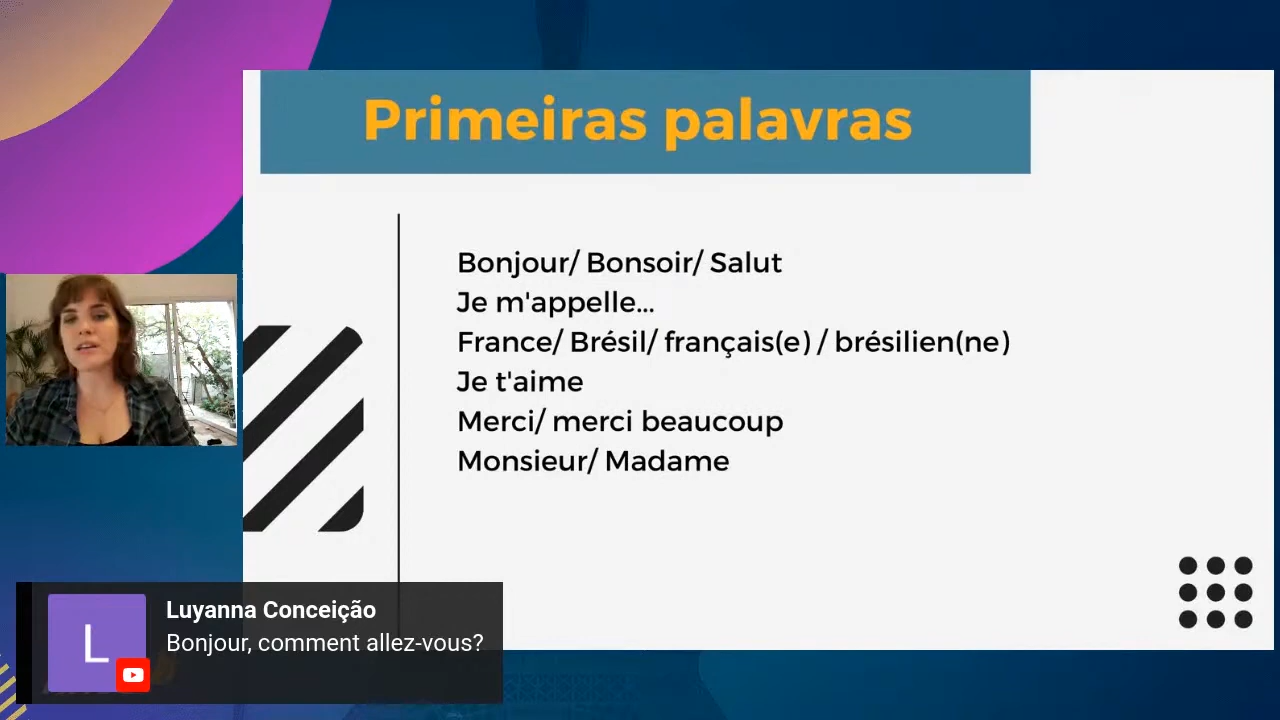 Primeiras palavras
Bonjour/ Bonsoir/ Salut
Je m'appelle...
France/ Brésil/ français(e) / brésilien(ne)
Je t'aime
Merci/ merci beaucoup
Monsieur/ Madame
L
Luyanna Conceição
Bonjour, comment allez-vous?